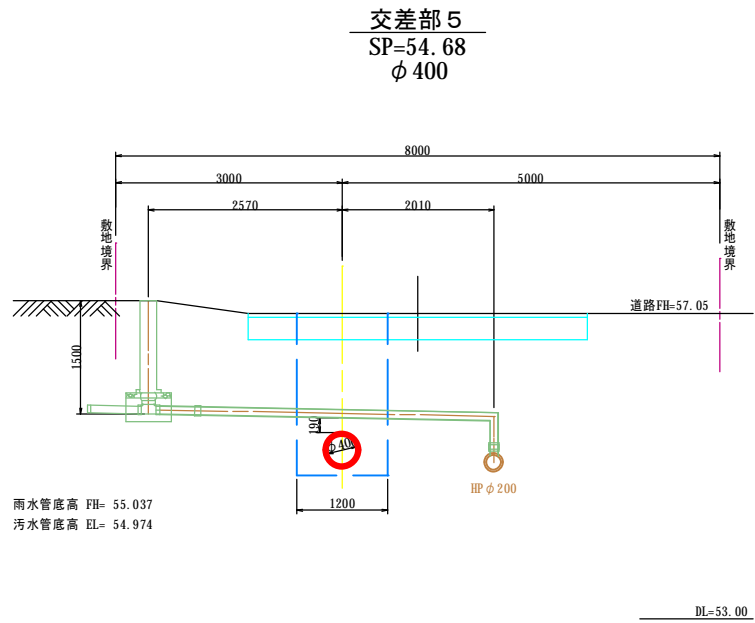 交差部５
SP=54.68
φ400
8000
3000
5000
2570
2010
敷地境界
敷地境界
道路FH=57.05
1500
190
φ400
HPφ200
雨水管底高 FH= 55.037
汚水管底高 EL= 54.974
1200
DL=53.00